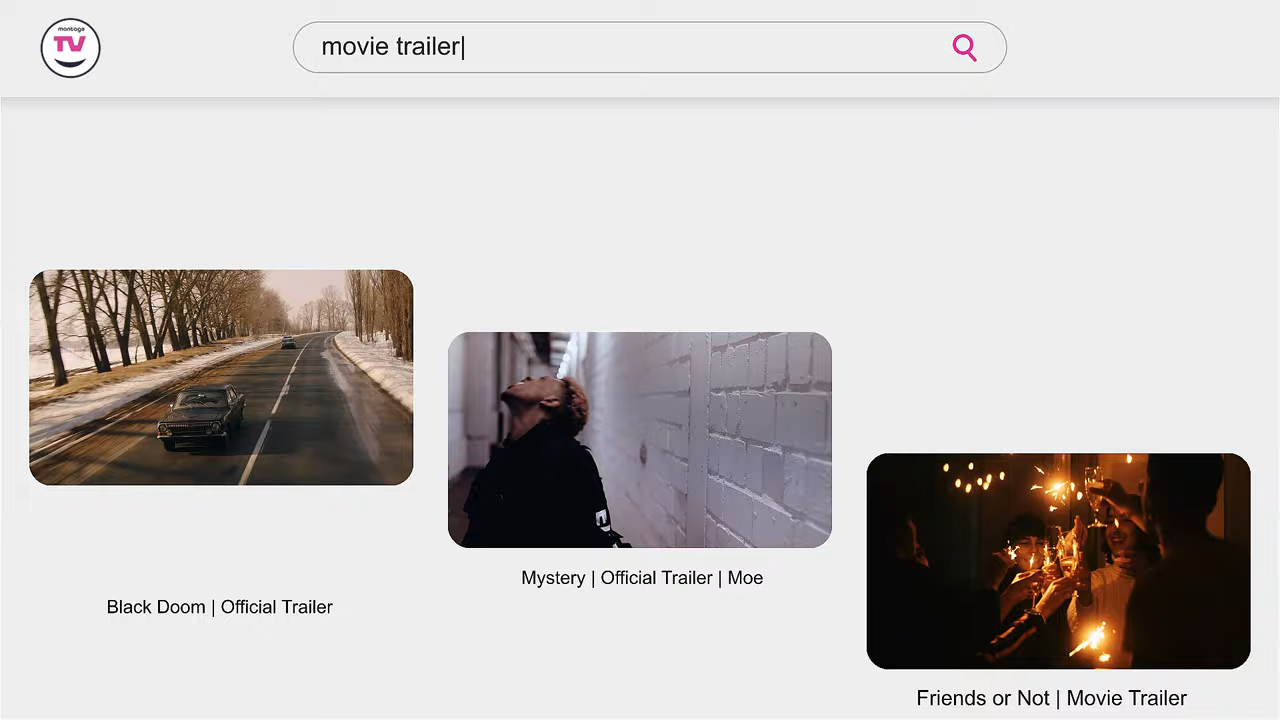 montage
TV
movie trailer
Mystery | Official Trailer | Moe
Black Doom | Official Trailer
Friends or Not | Movie Trailer